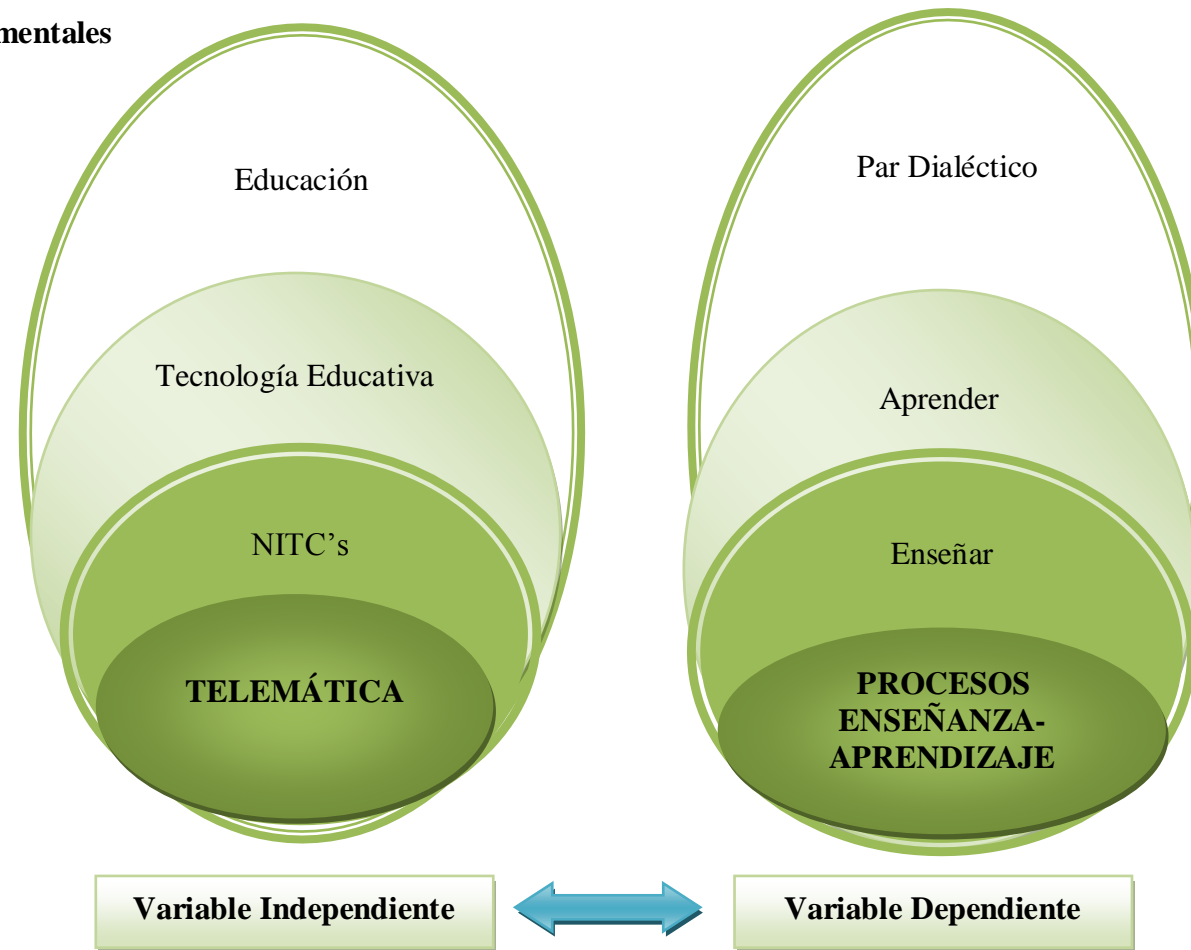 mentales
Educación
Tecnología Educativa
NITC’s
TELEMÁTICA
Par Dialéctico
Aprender
Enseñar
PROCESOS
ENSEÑANZA-
APRENDIZAJE
Variable Independiente
Variable Dependiente